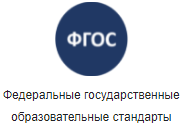 ФГОС
Федеральные государственные
образовательные стандарты